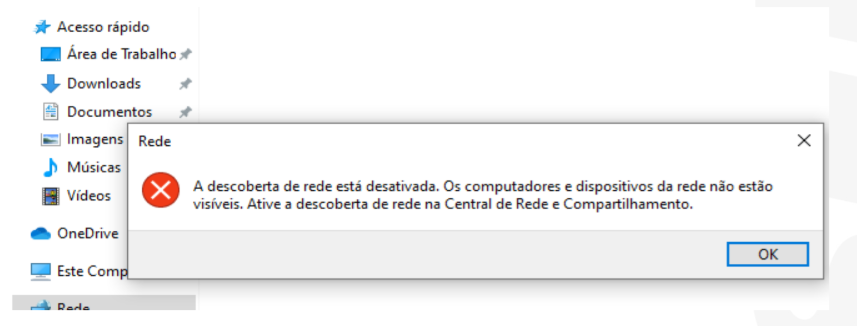 Acesso rápido
Área de Trabalho
Downloads
Documentos
Imagens
Músicas
Vídeos
OneDrive
Este Comp
Rede
Rede
A descoberta de rede está desativada. Os computadores e dispositivos da rede não estão
visíveis. Ative a descoberta de rede na Central de Rede e Compartilhamento.
OK